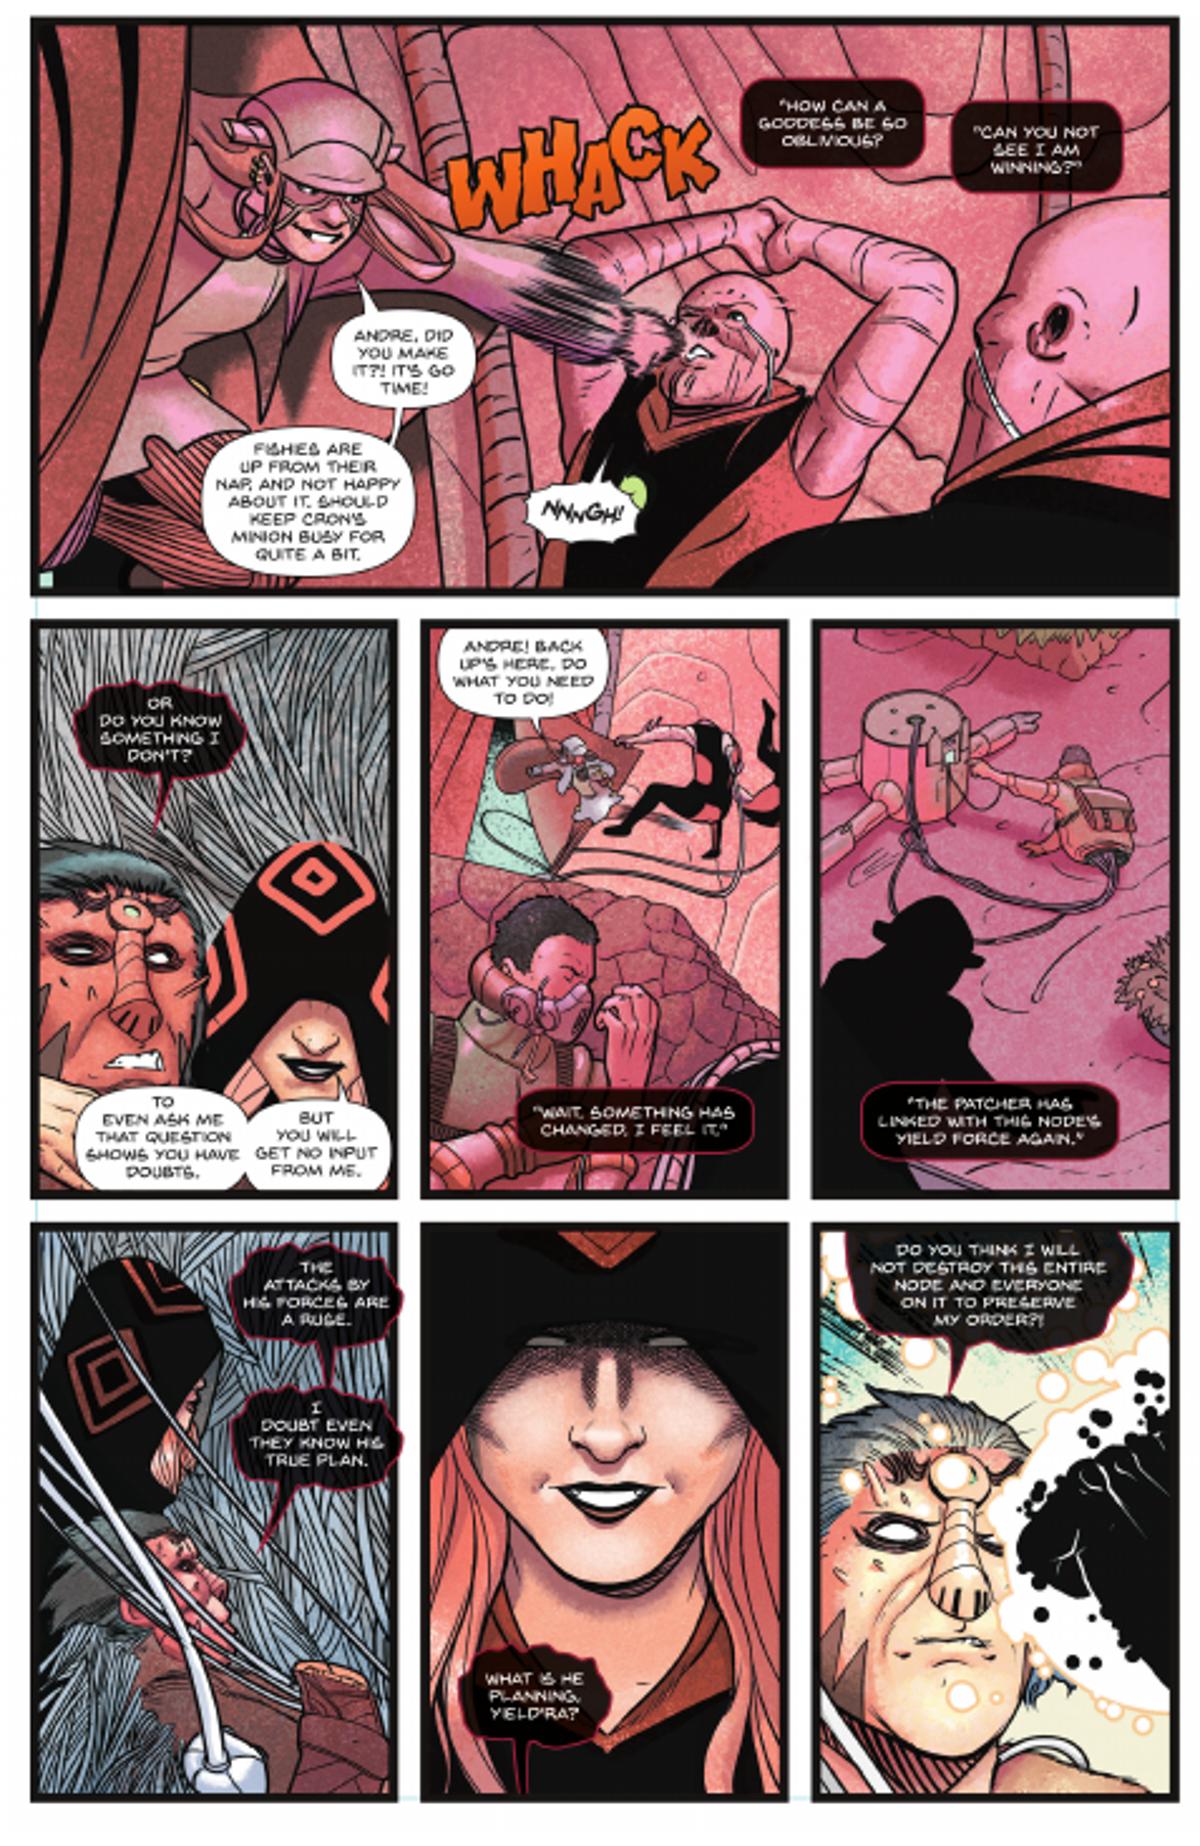 WHACK
"HOW CAN A
GODDESS BE SO
OBLIVIOUS?
"CAN YOU NOT
SEE I AM
WINNING?"
ANDRE, DID
YOU MAKE
IT?! IT'S GO
TIME!
FISHIES ARE
UP FROM THEIR
NAP, AND NOT HAPPY
ABOUT IT. SHOULD
KEEP CRON'S
MINION BUSY FOR
QUITE A BIT.
NNNGH!
OR
DO YOU KNOW
SOMETHING I
DON'T?
TO
EVEN ASK ME
THAT QUESTION
SHOWS YOU HAVE
DOUBTS.
BUT
YOU WILL
GET NO INPUT
FROM ME.
ANDRE! BACK
UP'S HERE, DO
WHAT YOU NEED
TO DO!
"WAIT, SOMETHING HAS
CHANGED, I FEEL IT."
"THE PATCHER HAS
LINKED WITH THIS NODE'S
YIELD FORCE AGAIN."
THE
ATTACKS BY
HIS FORCES ARE
A RUSE.
I
DOUBT EVEN
THEY KNOW HIS
TRUE PLAN.
WHAT IS HE
PLANNING,
YIELD'RA?
DO YOU THINK I WILL
NOT DESTROY THIS ENTIRE
NODE AND EVERYONE
ON IT TO PRESERVE
MY ORDER?!